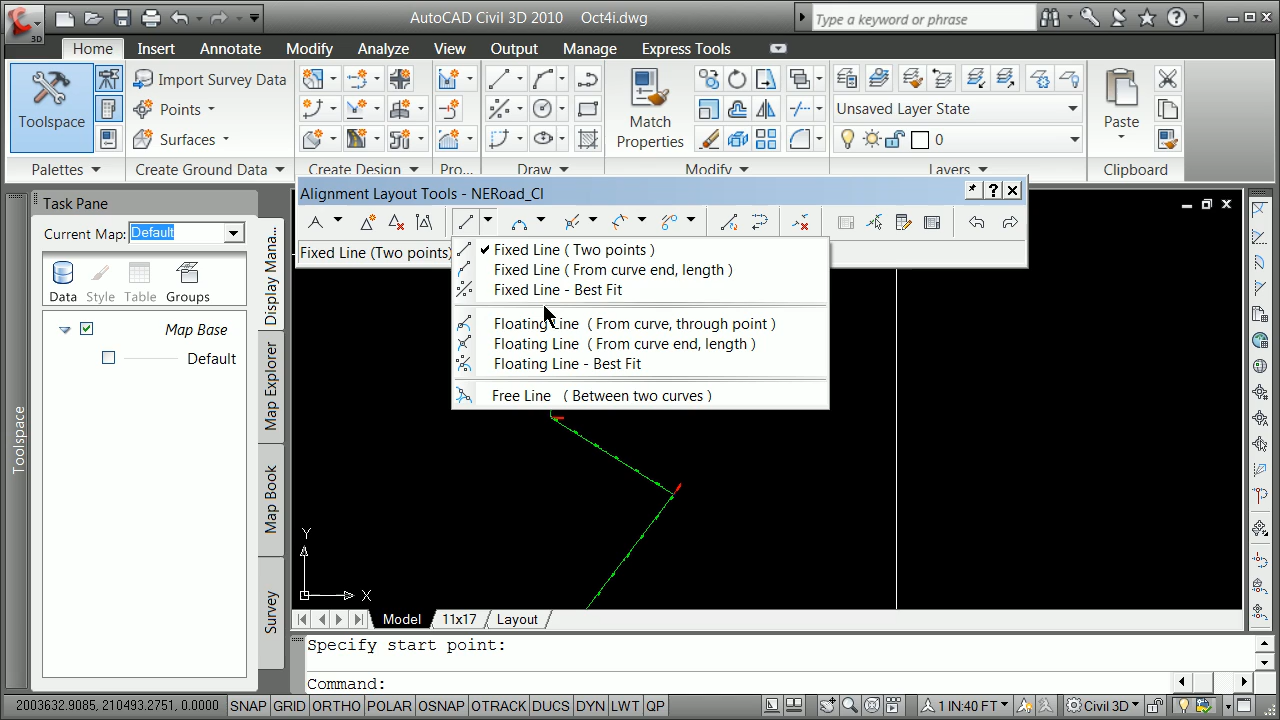 AutoCAD Civil 3D 2010 Oct4i.dwg
Type a keyword or phrase
3D
Home Insert Annotate Modify Analyze View Output Manage Express Tools
Toolspace
Import Survey Data
Points
Surfaces
Match
Properties
Unsaved Layer State
0
Paste
Palettes
Create Ground Data
Create Design
Pro...
Draw
Modify
Layers
Clipboard
Alignment Layout Tools - NERoad_Cl
Fixed Line (Two points)
Fixed Line ( Two points )
Fixed Line ( From curve end, length )
Fixed Line - Best Fit
Floating Line ( From curve, through point )
Floating Line ( From curve end, length )
Floating Line - Best Fit
Free Line ( Between two curves )
Task Pane
Current Map: Default
Data Style Table Groups
Map Base
Default
Display Mana...
Map Explorer
Map Book
Survey
Toolspace
Y
X
Model 11x17 Layout
Specify start point:
Command:
2003632.9085, 210493.2751, 0.0000 SNAP GRID ORTHO POLAR OSNAP OTRACK DUCS DYN LWT QP 1 IN:40 FT Civil 3D